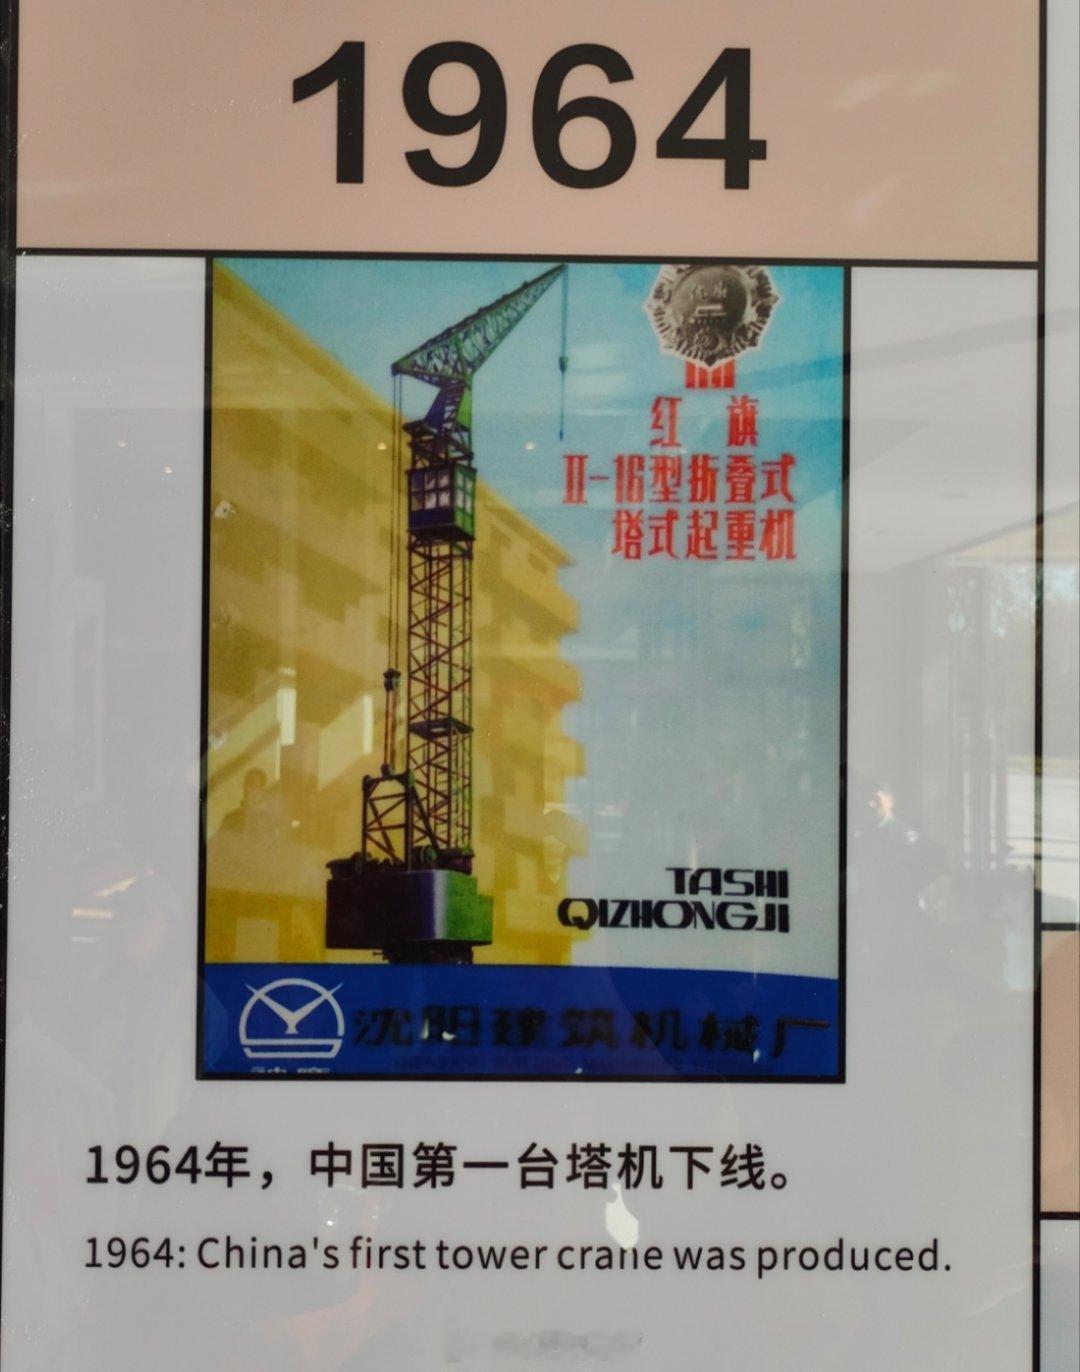 1964
红 旗
II-16型折叠式
塔式起重机
TASHI
QIZHONGJI
沈阳建筑机械厂
1964年，中国第一台塔机下线。
1964: China's first tower crane was produced.